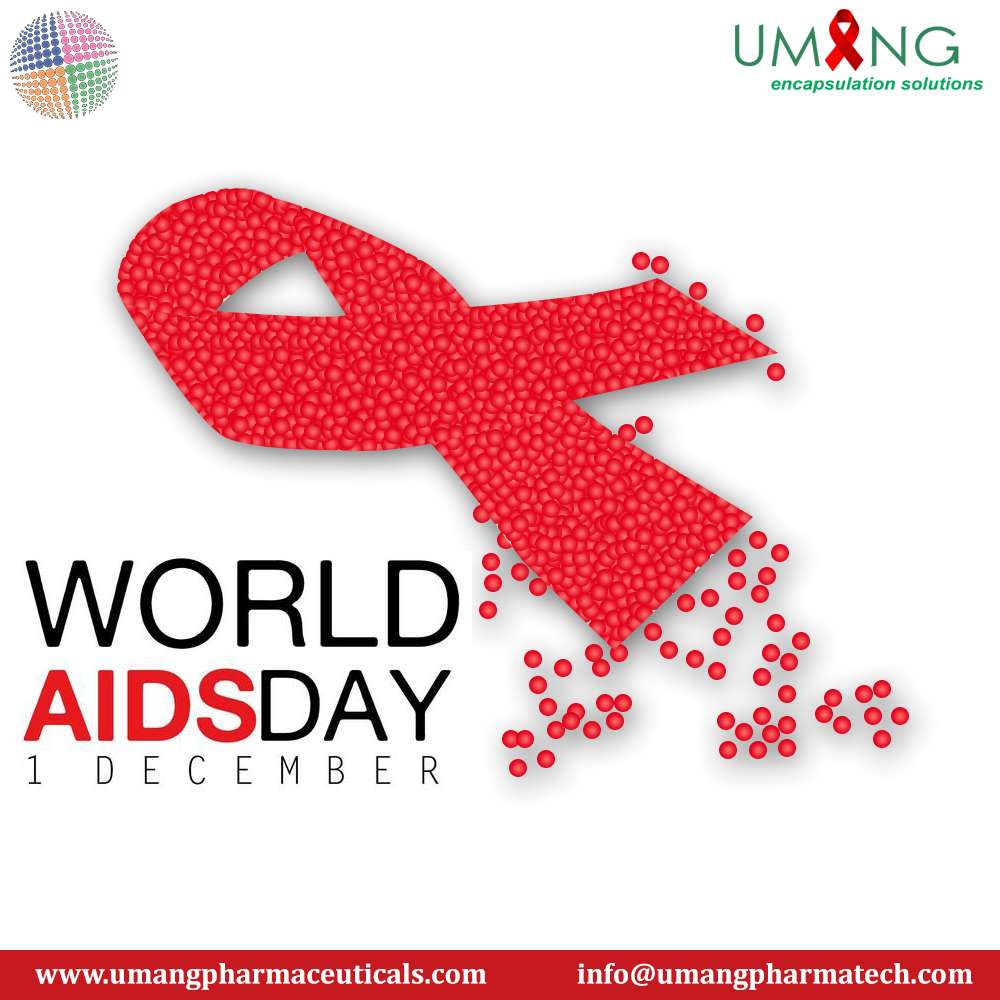 UMANG
encapsulation solutions
WORLD
AIDSDAY
1 DECEMBER
www.umangpharmaceuticals.com info@umangpharmatech.com